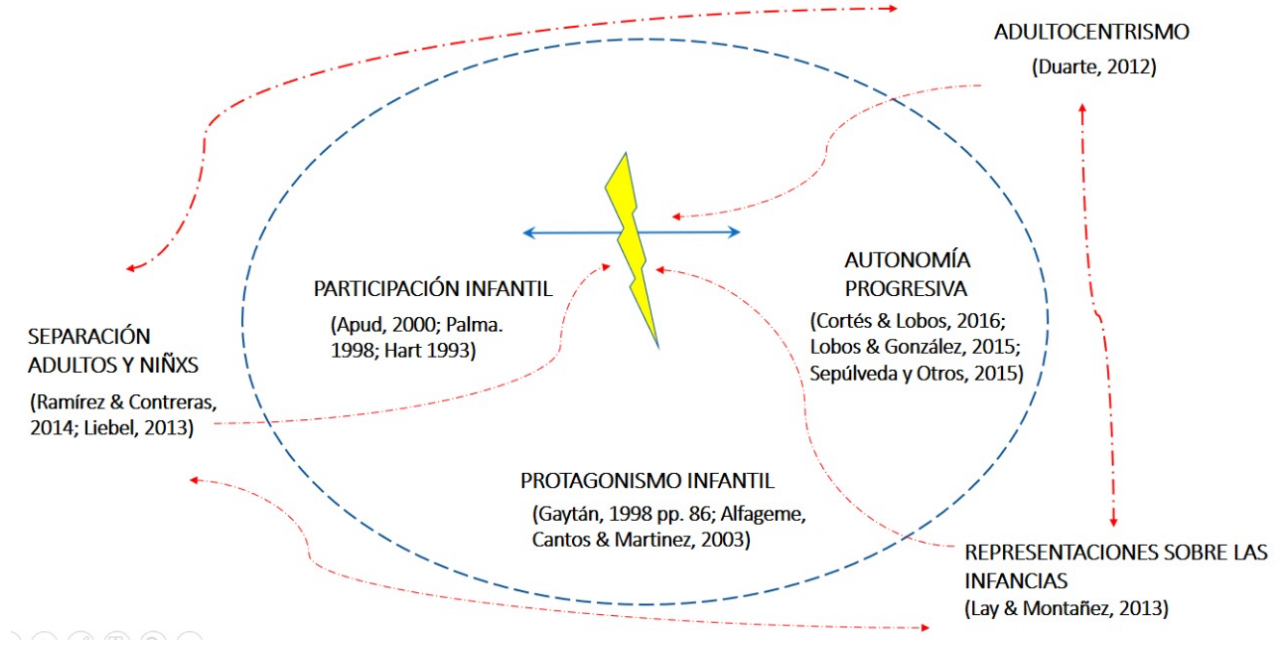 ADULTOCENTRISMO
(Duarte, 2012)
AUTONOMÍA
PROGRESIVA
(Cortés & Lobos, 2016;
Lobos & González, 2015;
Sepúlveda y Otros, 2015)
PARTICIPACIÓN INFANTIL
(Apud, 2000; Palma.
1998; Hart 1993)
SEPARACIÓN
ADULTOS Y NIÑXS
(Ramírez & Contreras,
2014; Liebel, 2013)
PROTAGONISMO INFANTIL
(Gaytán, 1998 pp. 86; Alfageme,
Cantos & Martinez, 2003)
REPRESENTACIONES SOBRE LAS
INFANCIAS
(Lay & Montañez, 2013)